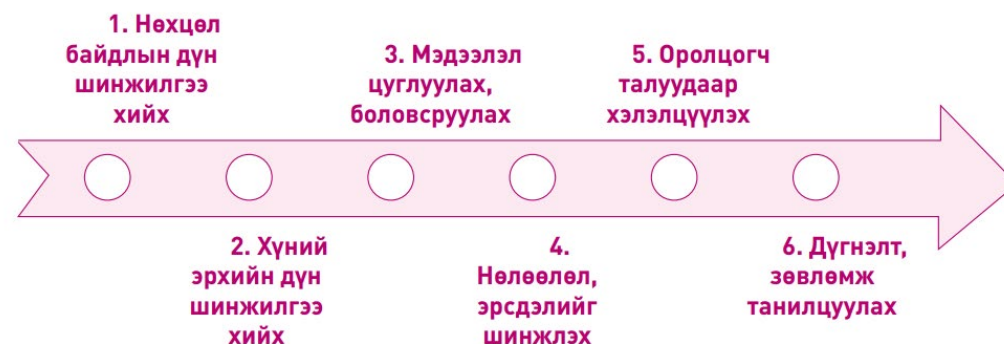 1. Нөхцөл
байдлын дүн
шинжилгээ
хийх
2. Хүний
эрхийн дүн
шинжилгээ
хийх
3. Мэдээлэл
цуглуулах,
боловсруулах
4.
Нөлөөлөл,
эрсдэлийг
шинжлэх
5. Оролцогч
талуудаар
хэлэлцүүлэх
6. Дүгнэлт,
зөвлөмж
танилцуулах